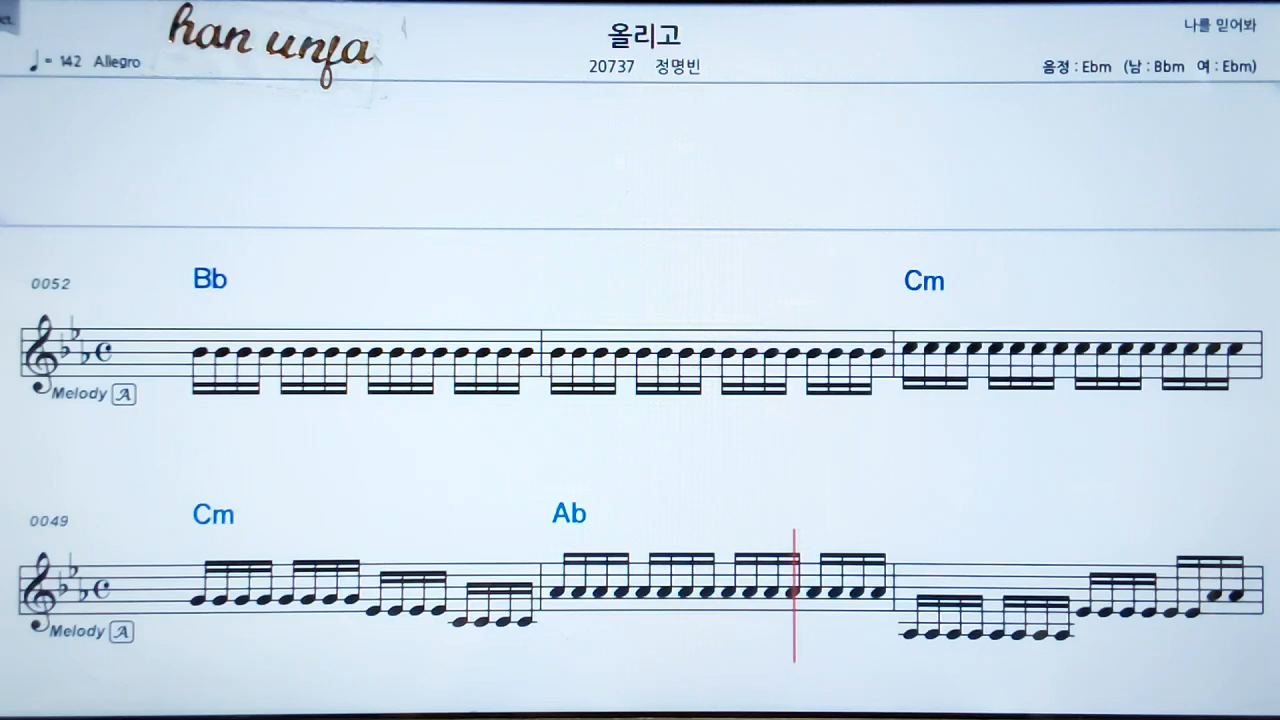 han unja
올리고
나를 믿어봐
♩= 142 Allegro
20737 정명빈
음정 : Ebm (남 : Bbm 여 : Ebm)
0052
Bb
Cm
Melody A
0049
Cm
Ab
Melody A